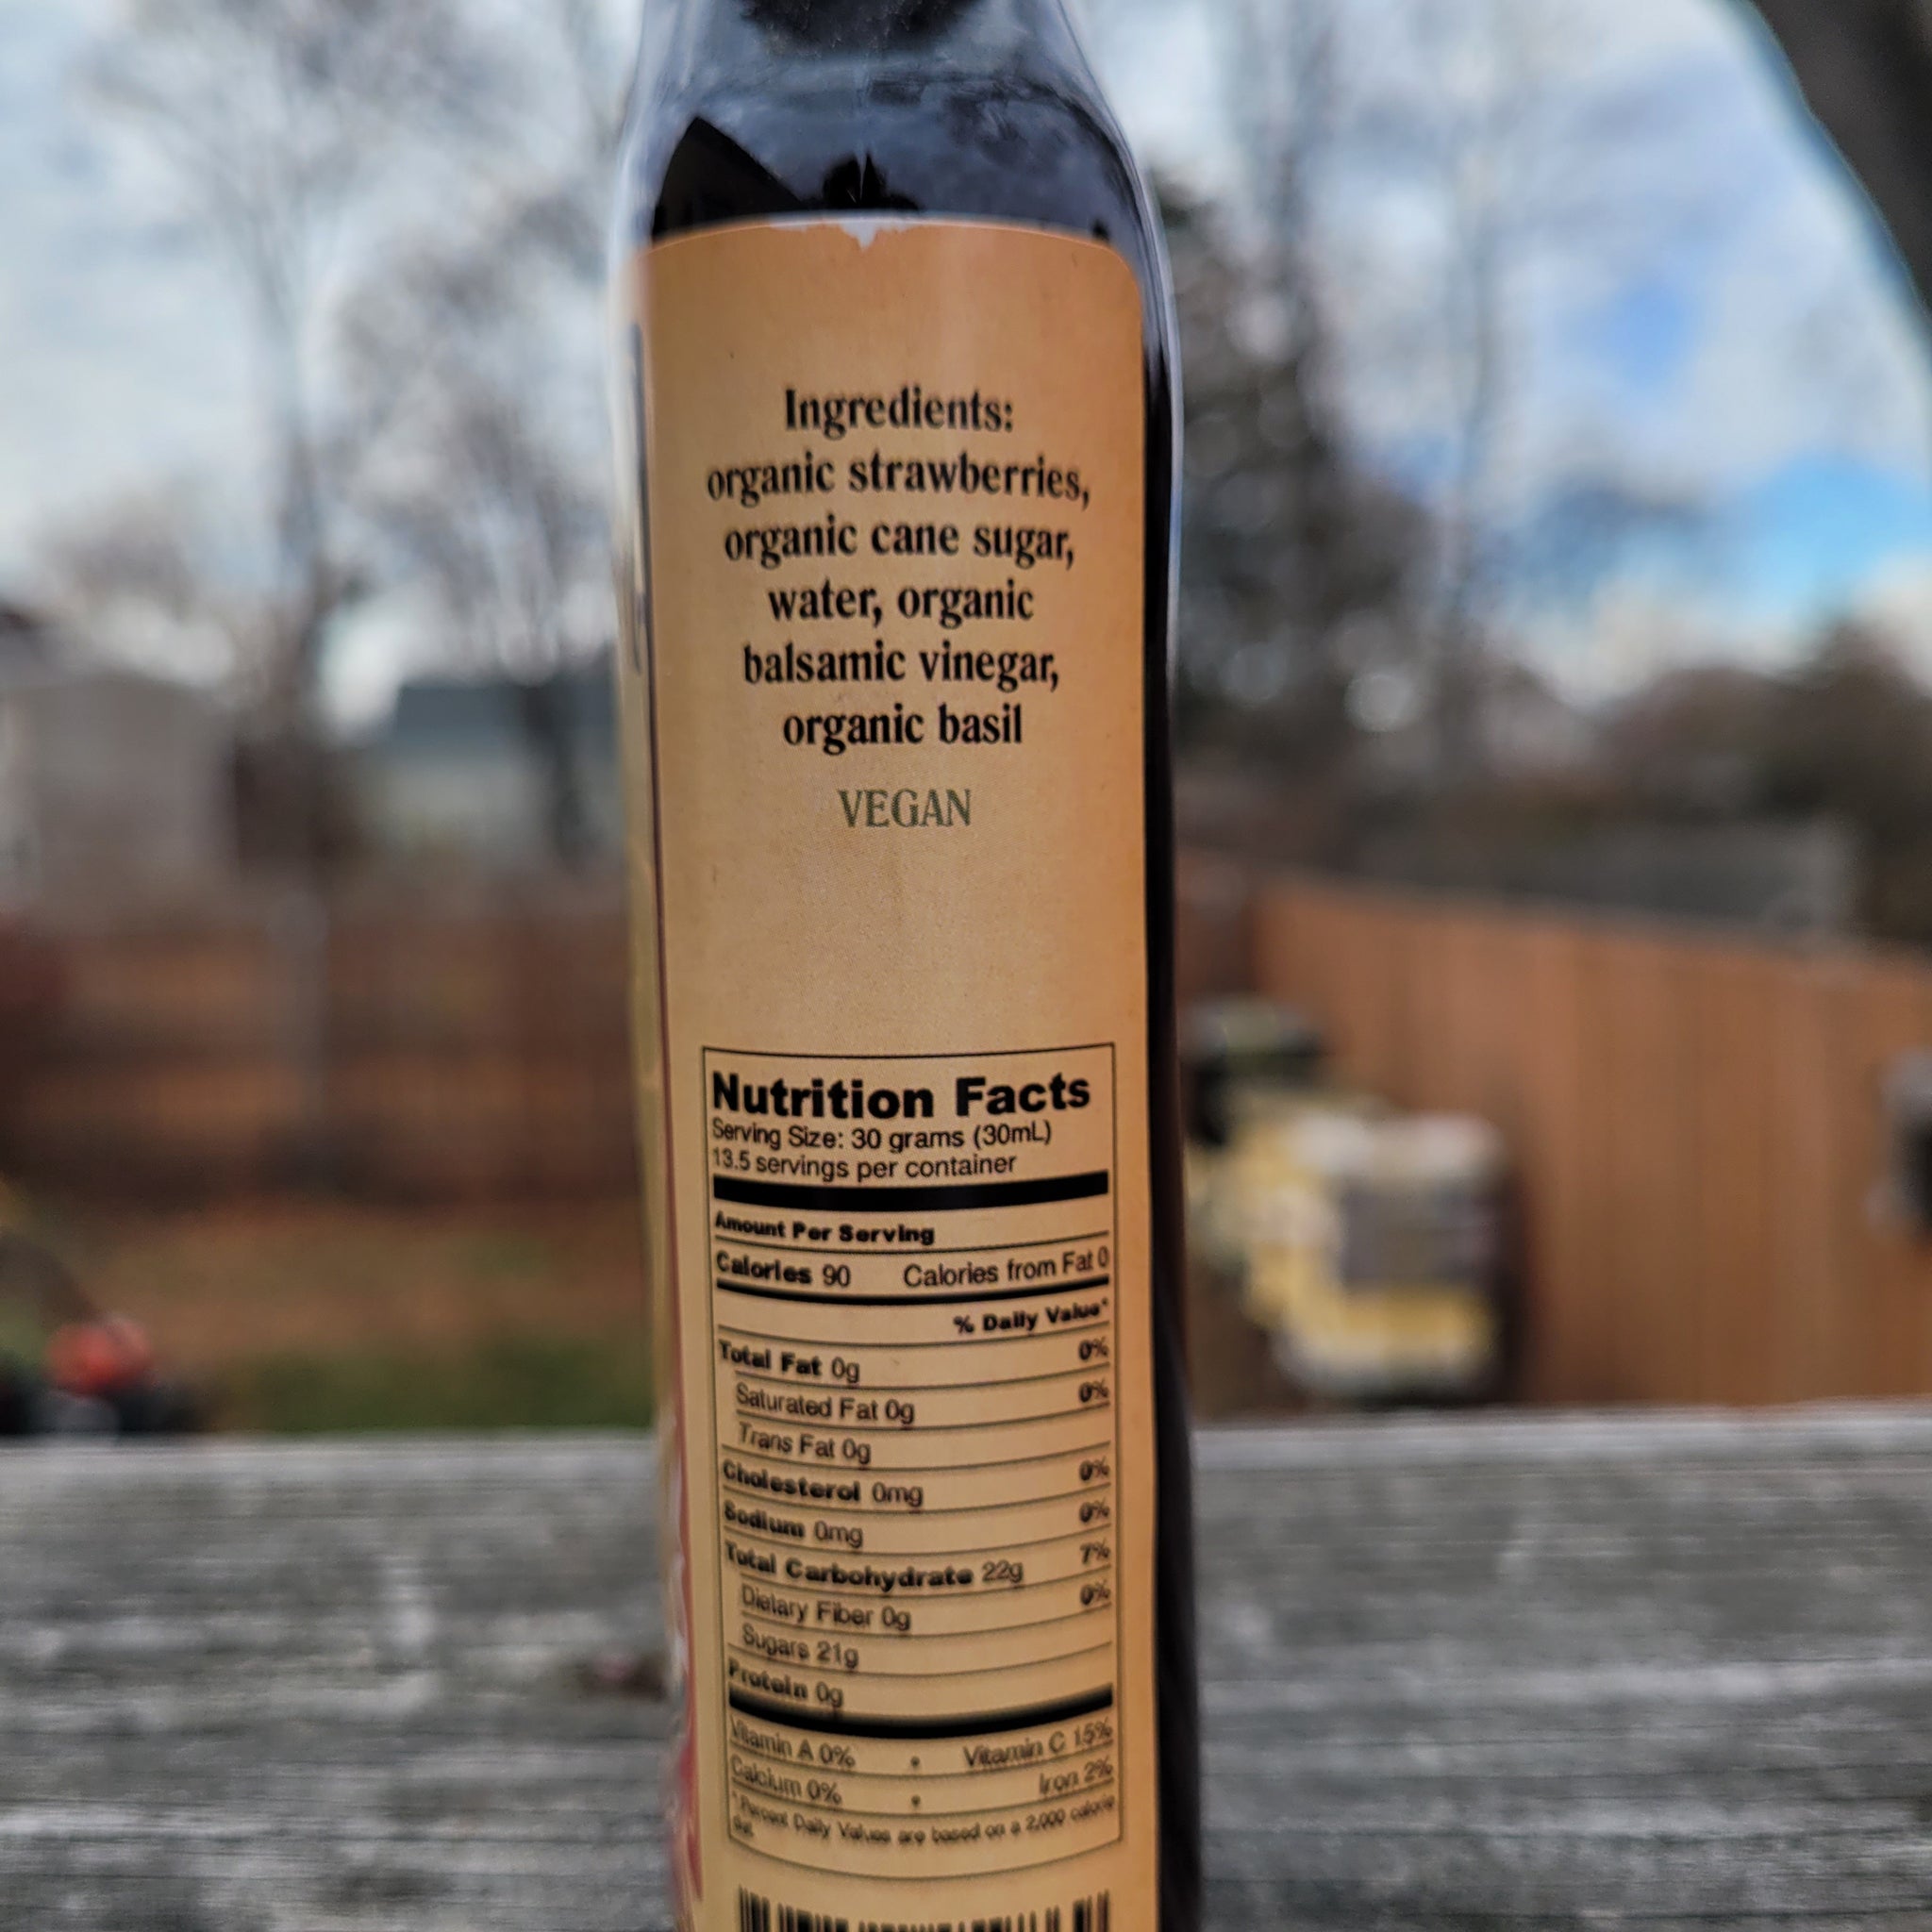 Ingredients:
organic strawberries,
organic cane sugar,
water, organic
balsamic vinegar,
organic basil
VEGAN
Nutrition Facts
Serving Size: 30 grams (30mL)
13.5 servings per container
Amount Per Serving
Calories 90 Calories from Fat 0
% Daily Value*
Total Fat 0g 0%
Saturated Fat 0g 0%
Trans Fat 0g
Cholesterol 0mg 0%
Sodium 0mg 0%
Total Carbohydrate 22g 7%
Dietary Fiber 0g 0%
Sugars 21g
Protein 0g
Vitamin A 0% • Vitamin C 15%
Calcium 0% • Iron 2%
* Percent Daily Values are based on a 2,000 calorie
diet.